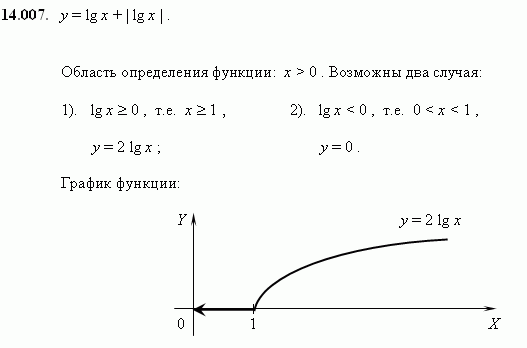 14.007. y = lg x + | lg x | .
Область определения функции: x > 0 . Возможны два случая:
1). lg x ≥ 0 , т.е. x ≥ 1 , 2). lg x < 0 , т.е. 0 < x < 1 ,
y = 2 lg x ; y = 0 .
График функции:
Y y = 2 lg x
0 1 X